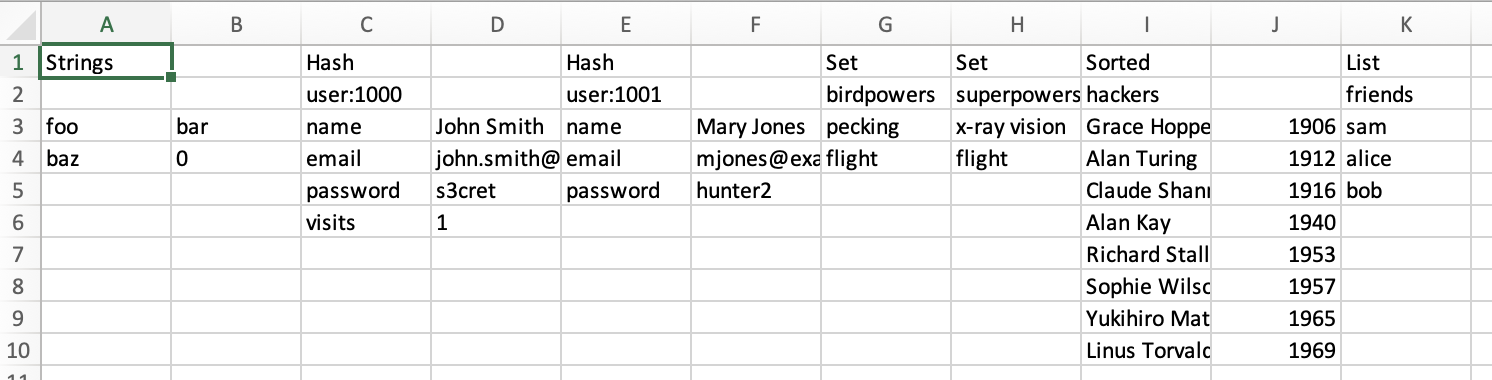 A B C D E F G H I J K
1 Strings Hash Hash Set Set Sorted List
2 user:1000 user:1001 birdpowers superpowers hackers friends
3 foo bar name John Smith name Mary Jones pecking x-ray vision Grace Hoppe 1906 sam
4 baz 0 email john.smith@ email mjones@exa flight flight Alan Turing 1912 alice
5 password s3cret password hunter2 Claude Shan 1916 bob
6 visits 1 Alan Kay 1940
7 Richard Stall 1953
8 Sophie Wilso 1957
9 Yukihiro Mat 1965
10 Linus Torvald 1969